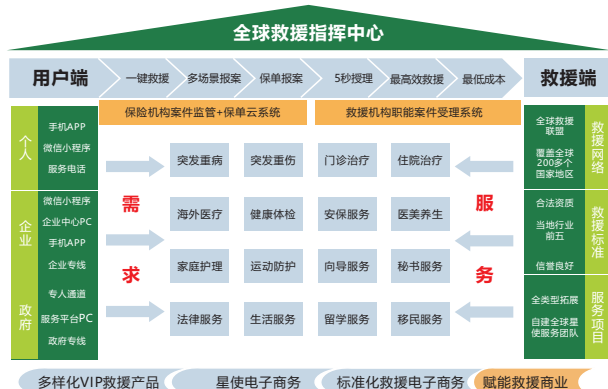 全球救援指挥中心
用户端
一键救援
多场景报案
保单报案
5秒授理
最高效救援
最低成本
救援端
保险机构案件监管+保单云系统
救援机构职能案件受理系统
个人
手机APP
微信小程序
服务电话
企业
微信小程序
企业中心PC
手机APP
企业专线
政府
专人通道
服务平台PC
政府专线
需求
突发重病
突发重伤
门诊治疗
住院治疗
海外医疗
健康体检
安保服务
医美养生
家庭护理
运动防护
向导服务
秘书服务
法律服务
生活服务
留学服务
移民服务
服务
全球救援
联盟
覆盖全球
200多个
国家地区
救援网络
合法资质
当地行业
前五
信誉良好
救援标准
全类型拓展
自建全球星
使服务团队
服务项目
多样化VIP救援产品
星使电子商务
标准化救援电子商务
赋能救援商业